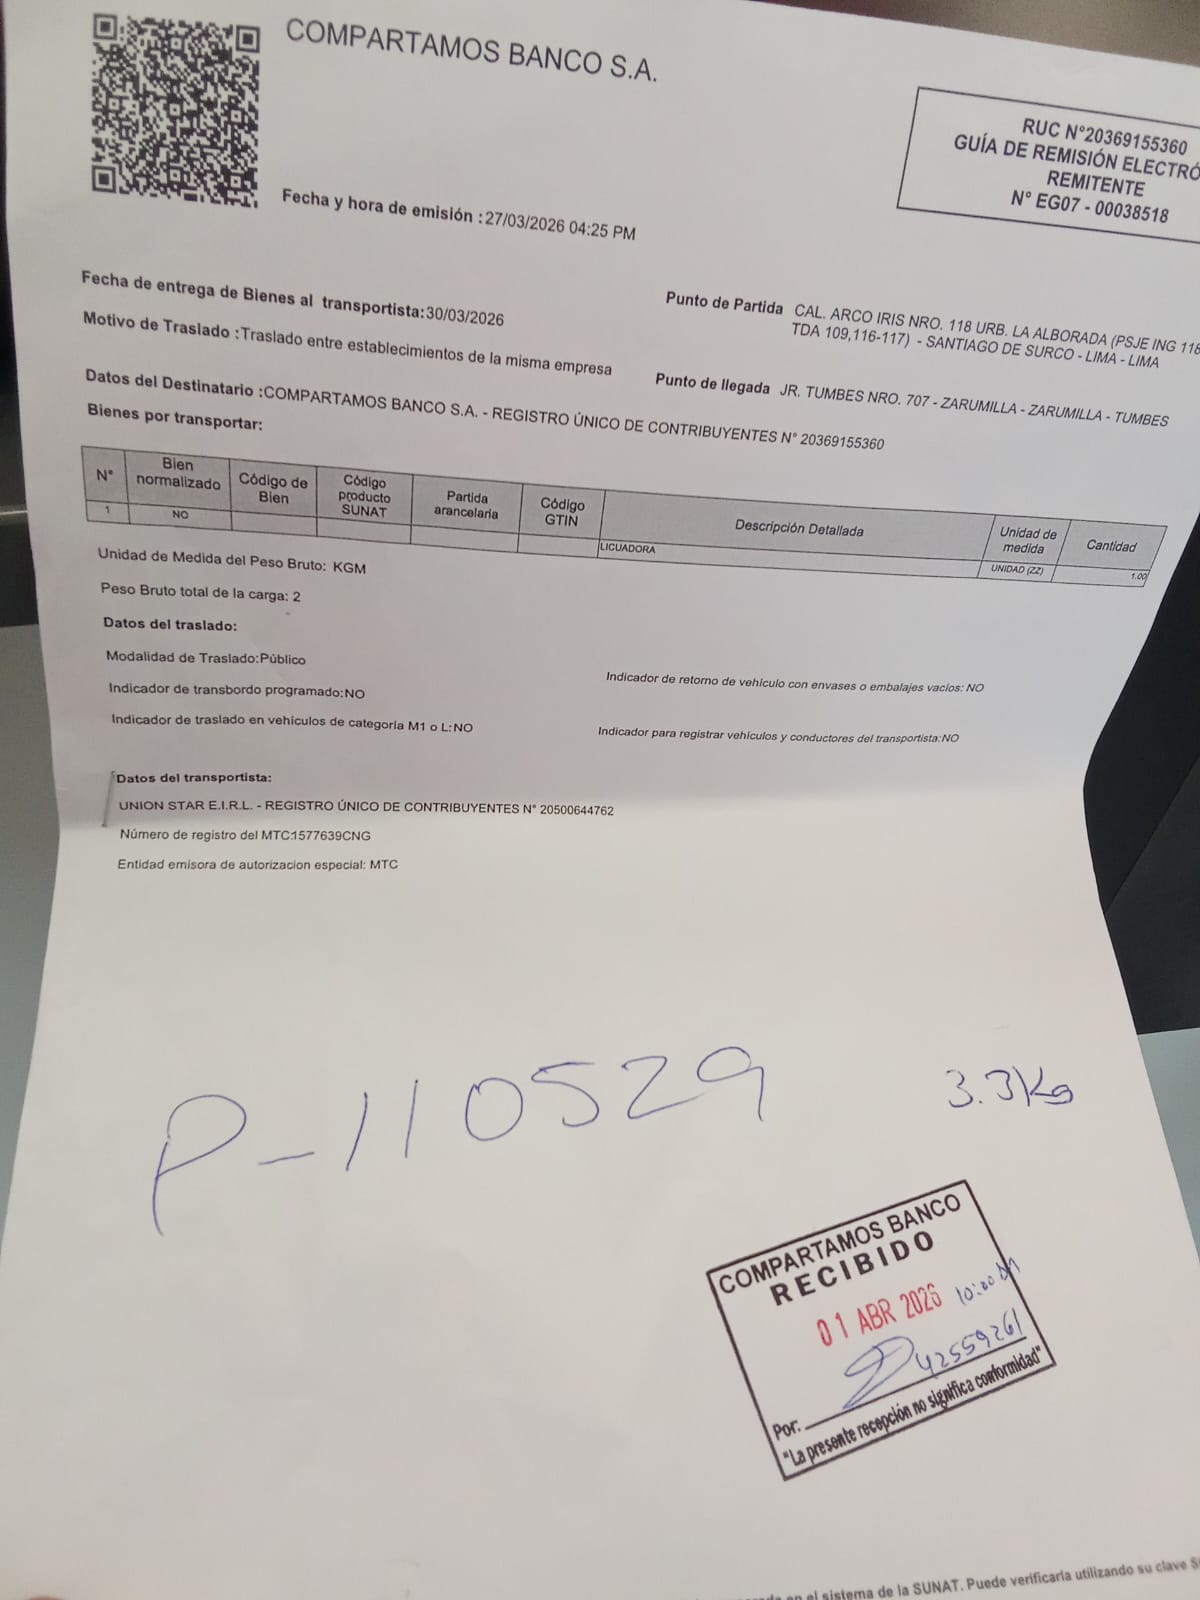 COMPARTAMOS BANCO S.A.
RUC N°20369155360
GUÍA DE REMISIÓN ELECTRÓ
REMITENTE
N° EG07 - 00038518
Fecha y hora de emisión :27/03/2026 04:25 PM
Fecha de entrega de Bienes al transportista:30/03/2026
Motivo de Traslado :Traslado entre establecimientos de la misma empresa
Punto de Partida CAL. ARCO IRIS NRO. 118 URB. LA ALBORADA (PSJE ING 118
TDA 109,116-117) - SANTIAGO DE SURCO - LIMA - LIMA
Punto de llegada JR. TUMBES NRO. 707 - ZARUMILLA - ZARUMILLA - TUMBES
Datos del Destinatario :COMPARTAMOS BANCO S.A. - REGISTRO ÚNICO DE CONTRIBUYENTES N° 20369155360
Bienes por transportar:
N° Bien normalizado Código de Bien Código producto SUNAT Partida arancelaria Código GTIN Descripción Detallada Unidad de medida Cantidad
1 NO LICUADORA UNIDAD (ZZ) 1.00
Unidad de Medida del Peso Bruto: KGM
Peso Bruto total de la carga: 2
Datos del traslado:
Modalidad de Traslado:Público
Indicador de retorno de vehículo con envases o embalajes vacíos: NO
Indicador de transbordo programado:NO
Indicador de traslado en vehículos de categoría M1 o L:NO
Indicador para registrar vehículos y conductores del transportista:NO
Datos del transportista:
UNION STAR E.I.R.L. - REGISTRO ÚNICO DE CONTRIBUYENTES N° 20500644762
Número de registro del MTC:1577639CNG
Entidad emisora de autorizacion especial: MTC
P-110529
3.3Kg
COMPARTAMOS BANCO
RECIBIDO
01 ABR 2026 10:00
42559261
Por:
"La presente recepción no significa conformidad"
en el sistema de la SUNAT. Puede verificarla utilizando su clave